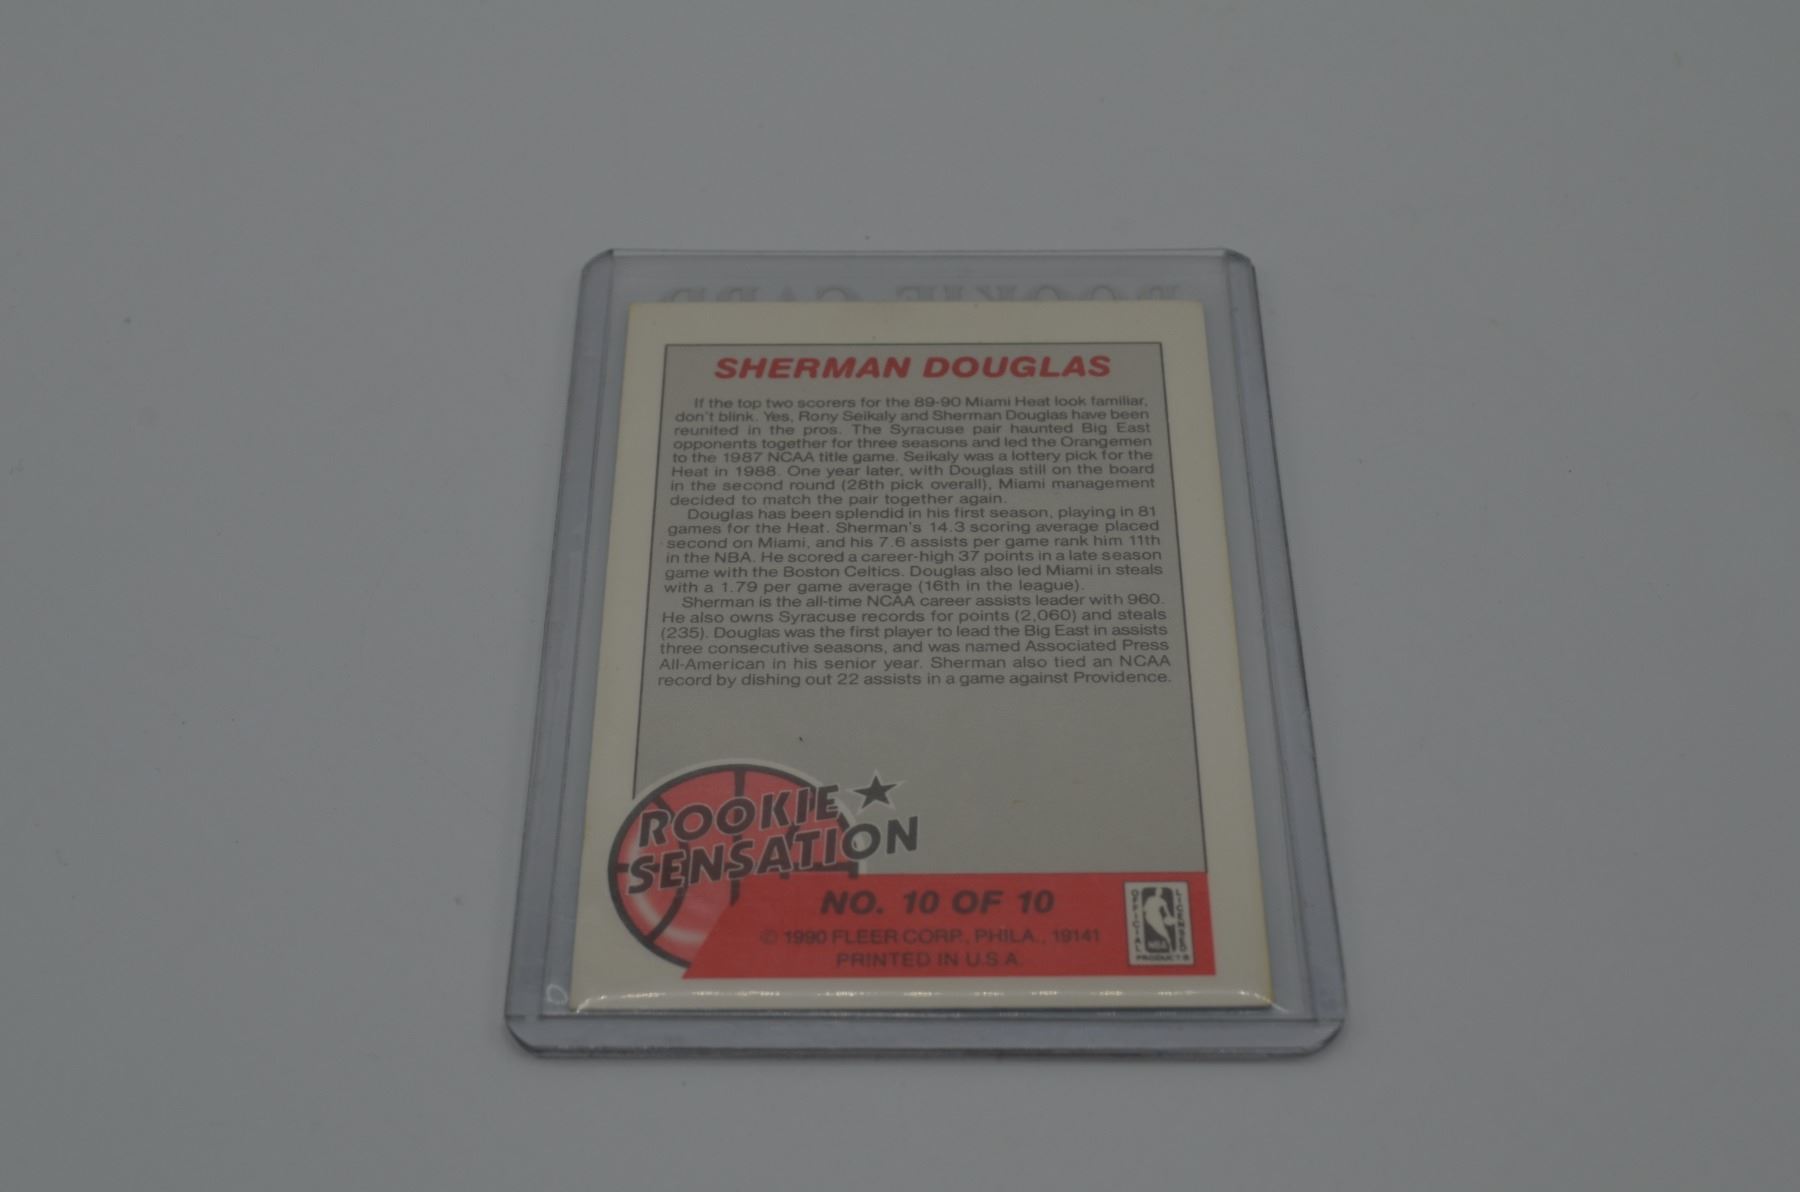 ROOKIE CARD
SHERMAN DOUGLAS
If the top two scorers for the 89-90 Miami Heat look familiar,
don't blink. Yes, Rony Seikaly and Sherman Douglas have been
reunited in the pros. The Syracuse pair haunted Big East
opponents together for three seasons and led the Orangemen
to the 1987 NCAA title game. Seikaly was a lottery pick for the
Heat in 1988. One year later, with Douglas still on the board
in the second round (28th pick overall), Miami management
decided to match the pair together again.
Douglas has been splendid in his first season, playing in 81
games for the Heat. Sherman's 14.3 scoring average placed
second on Miami, and his 7.6 assists per game rank him 11th
in the NBA. He scored a career-high 37 points in a late season
game with the Boston Celtics. Douglas also led Miami in steals
with a 1.79 per game average (16th in the league).
Sherman is the all-time NCAA career assists leader with 960.
He also owns Syracuse records for points (2,060) and steals
(235). Douglas was the first player to lead the Big East in assists
three consecutive seasons, and was named Associated Press
All-American in his senior year. Sherman also tied an NCAA
record by dishing out 22 assists in a game against Providence.
ROOKIE
SENSATION
NO. 10 OF 10
© 1990 FLEER CORP., PHILA., 19141
PRINTED IN U.S.A.
OFFICIAL
LICENSED
NBA
PRODUCTS